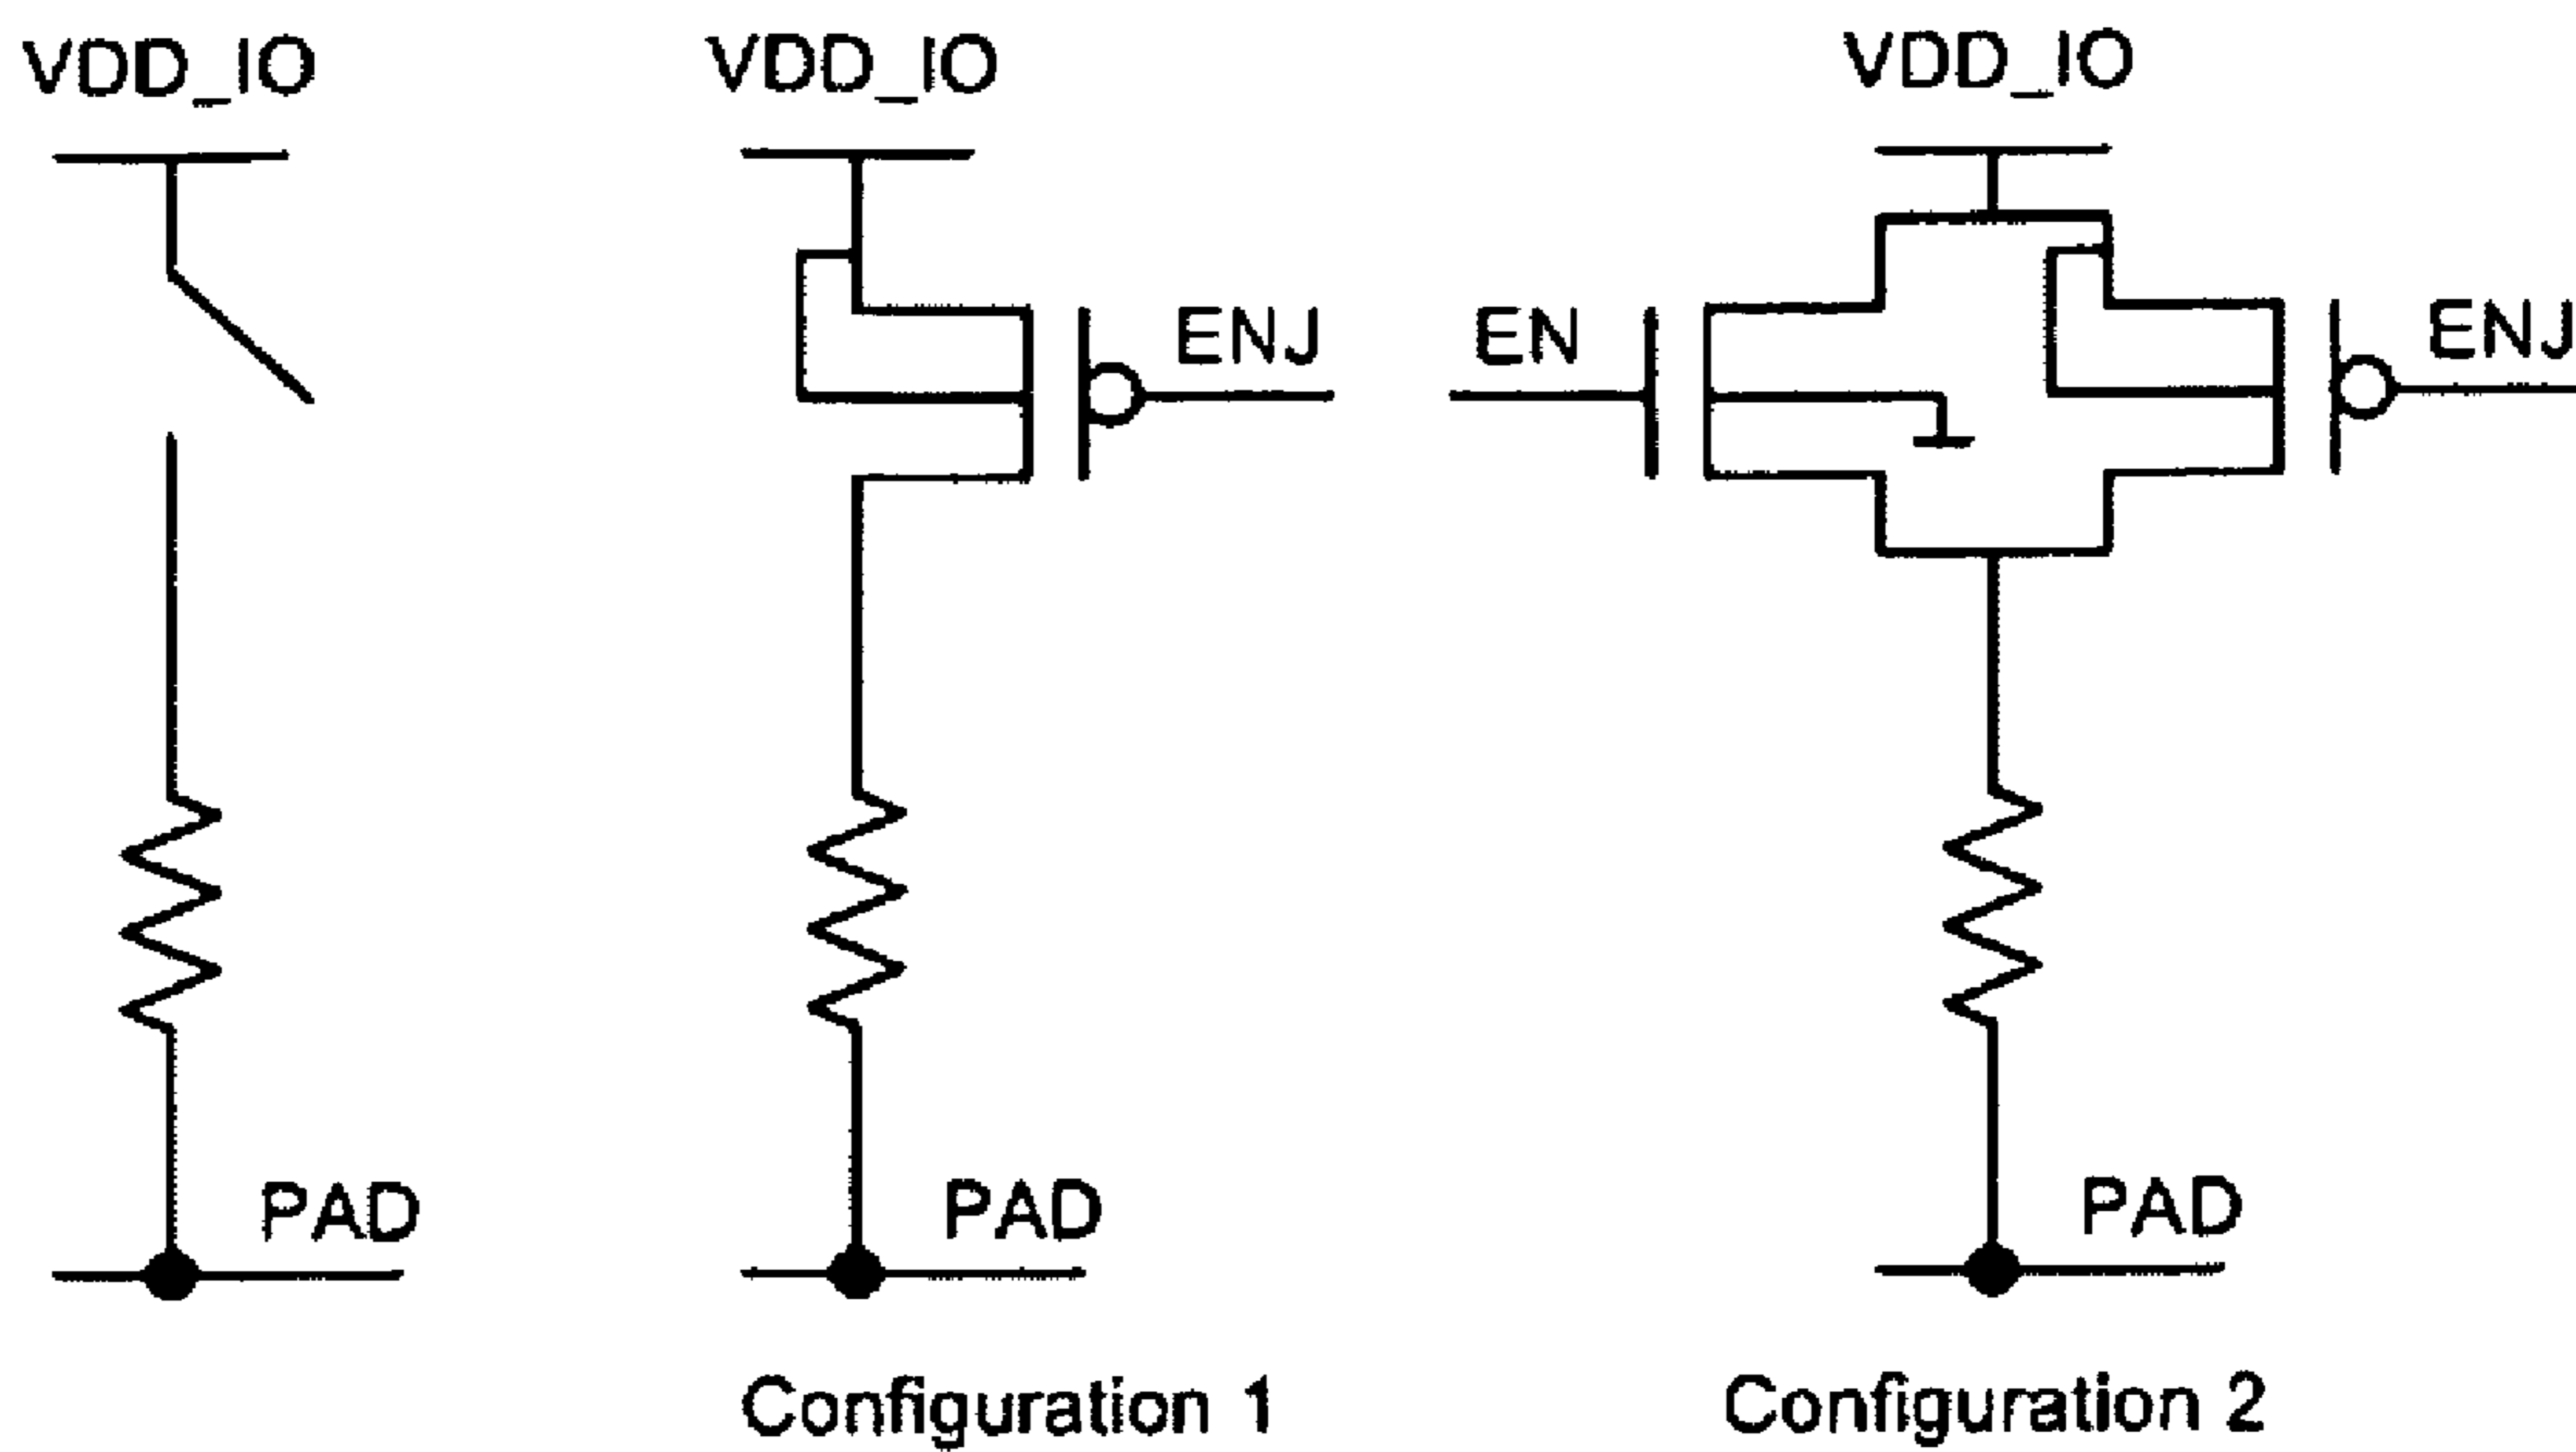 VDD_IO
VDD_IO
VDD_IO
ENJ
EN
ENJ
PAD
PAD
PAD
Configuration 1
Configuration 2